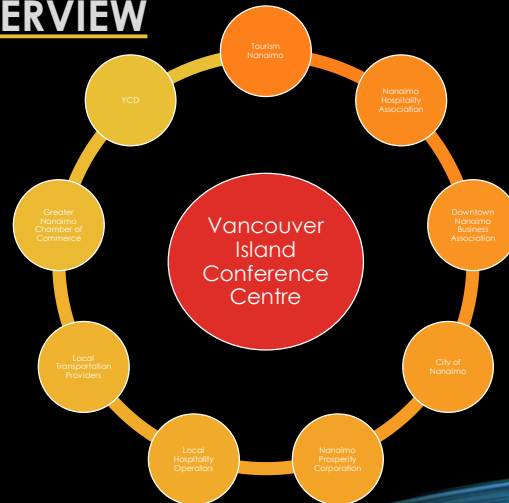 ERVIEW
Tourism
Nanaimo
Nanaimo
Hospitality
Association
Downtown
Nanaimo
Business
Association
City of
Nanaimo
Nanaimo
Prosperity
Corporation
Local
Hospitality
Operators
Local
Transportation
Providers
Greater
Nanaimo
Chamber of
Commerce
YCD
Vancouver
Island
Conference
Centre